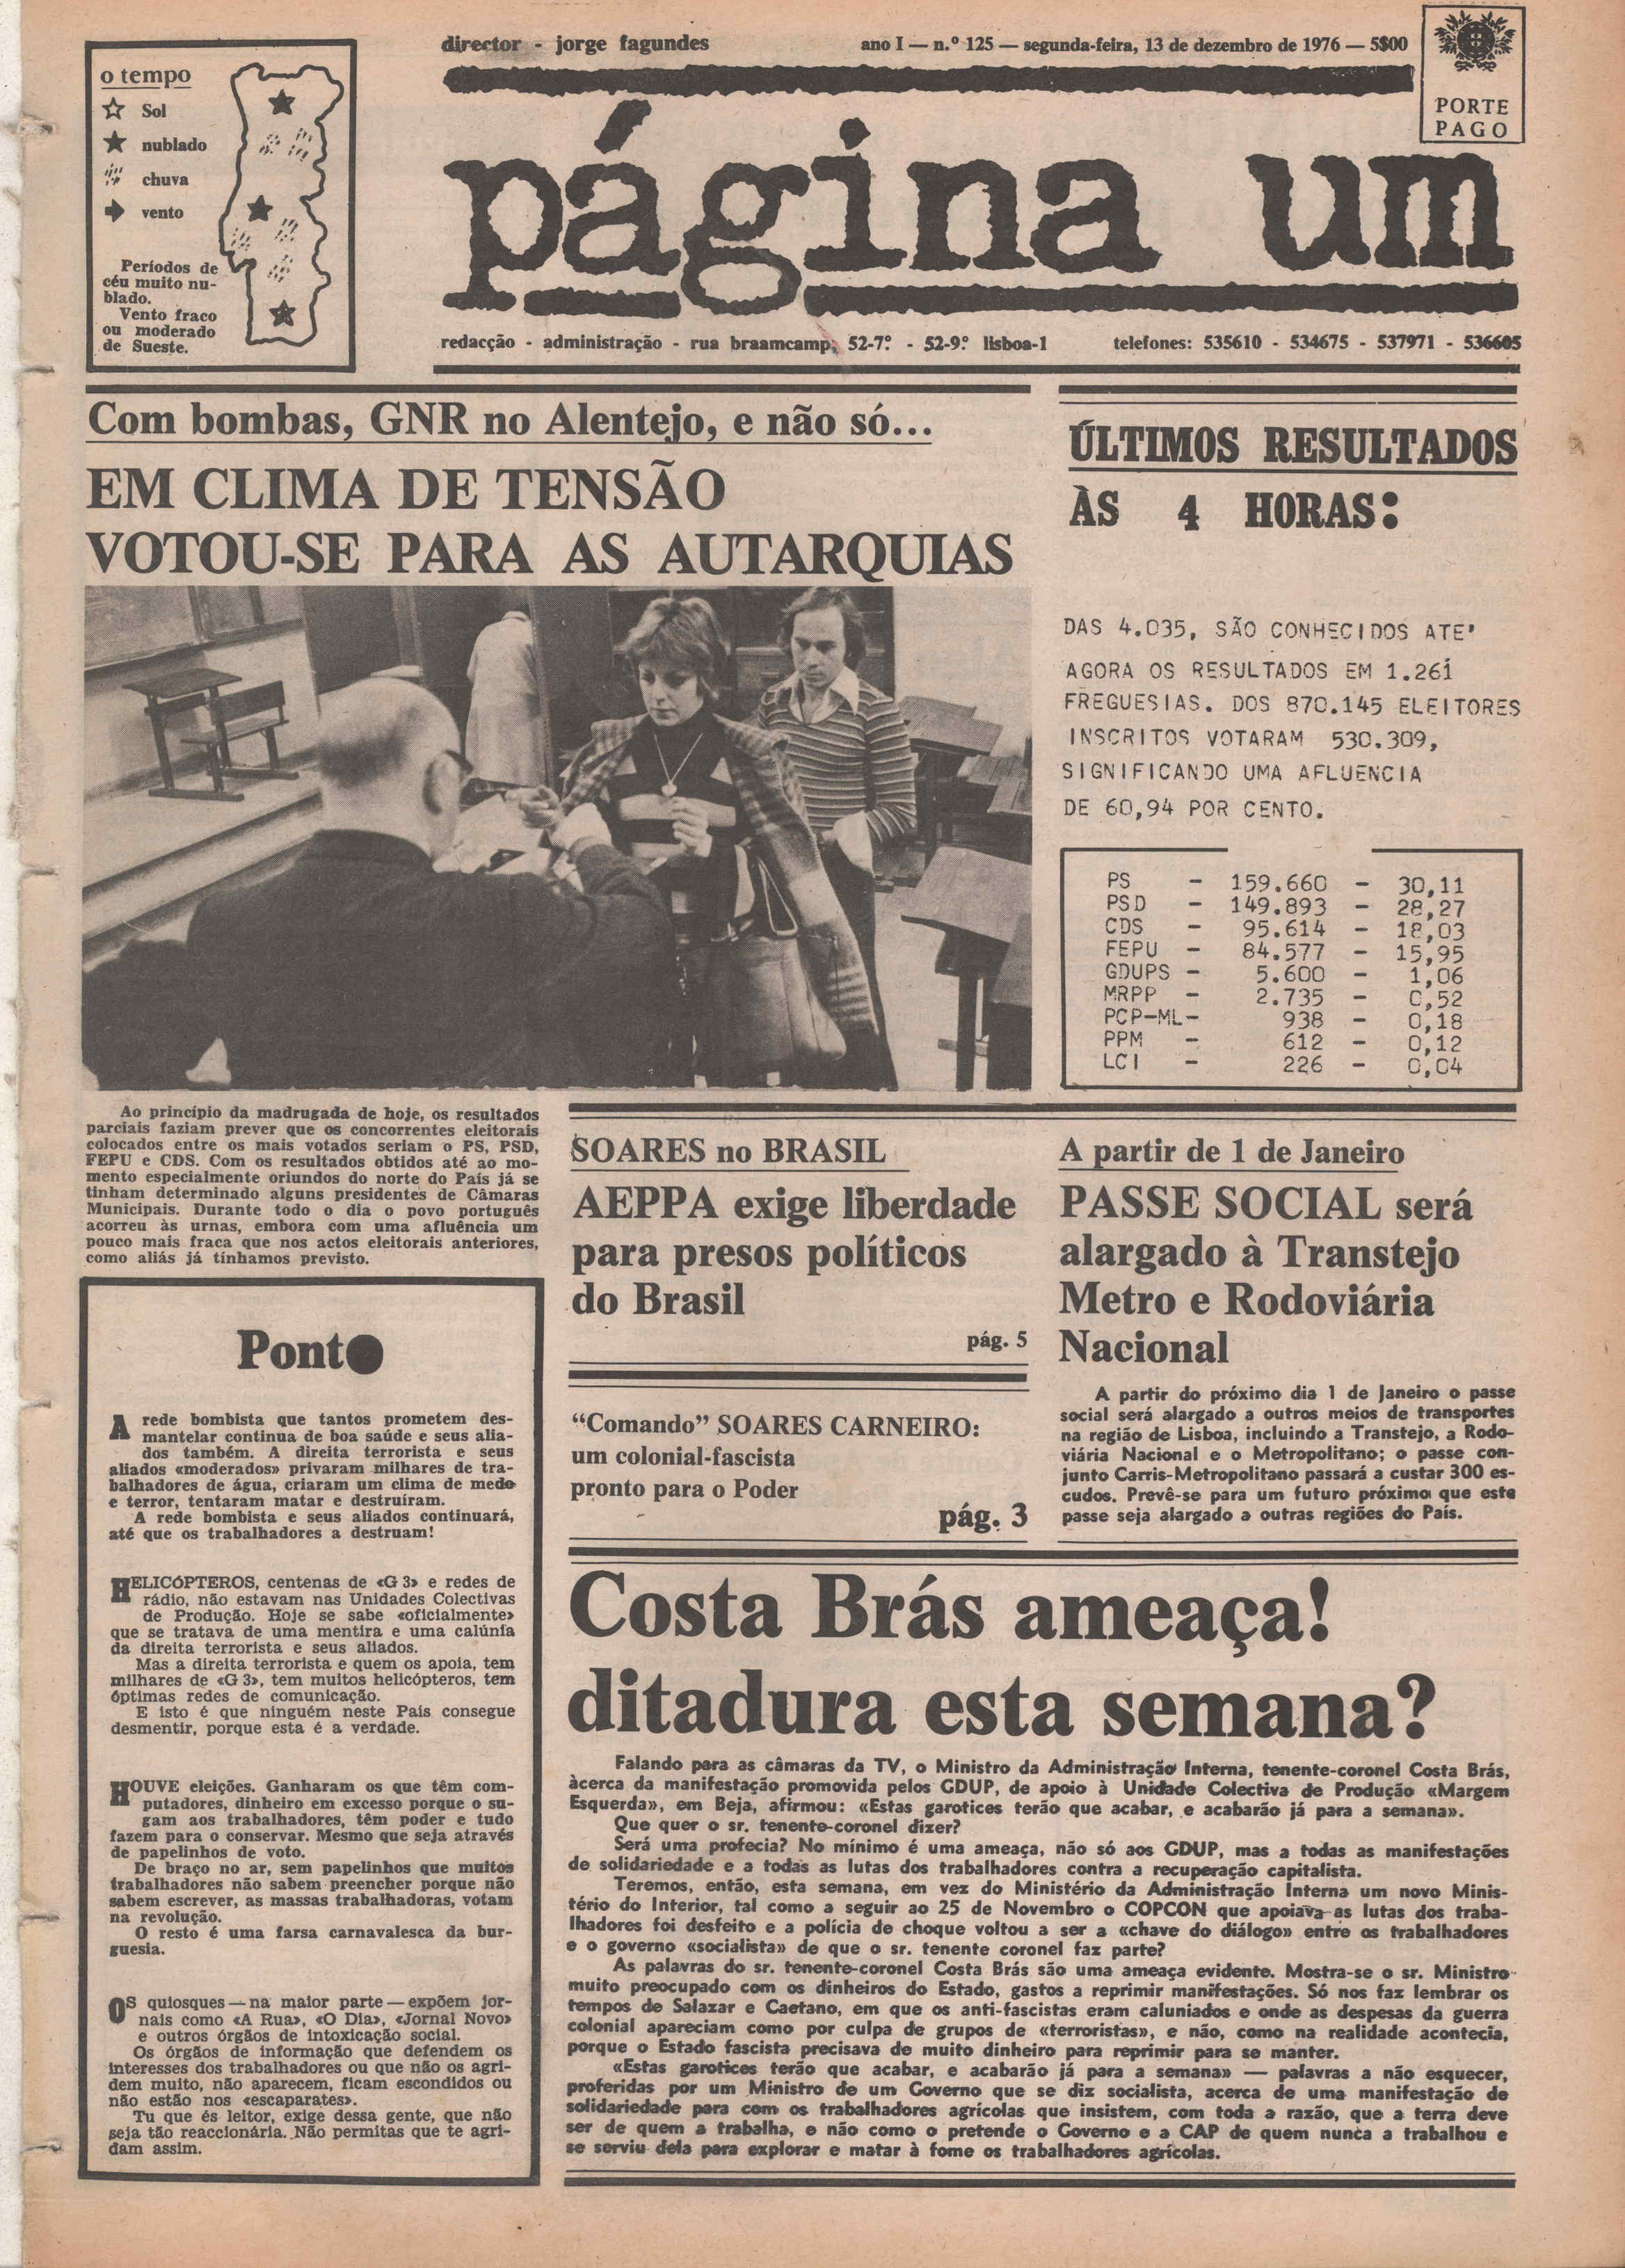 director - jorge fagundes
ano I — n.º 125 — segunda-feira, 13 de dezembro de 1976 — 5$00
PORTE
PAGO
o tempo
Sol
nublado
chuva
vento
Períodos de
céu muito nu-
blado.
Vento fraco
ou moderado
de Sueste.
página um
redacção - administração - rua braamcamp, 52-7.º - 52-9.º lisboa-1
telefones: 535610 - 534675 - 537971 - 536605
Com bombas, GNR no Alentejo, e não só...
EM CLIMA DE TENSÃO
VOTOU-SE PARA AS AUTARQUIAS
ÚLTIMOS RESULTADOS
ÀS 4 HORAS:
DAS 4.035, SÃO CONHECIDOS ATE'
AGORA OS RESULTADOS EM 1.261
FREGUESIAS. DOS 870.145 ELEITORES
INSCRITOS VOTARAM 530.309,
SIGNIFICANDO UMA AFLUENCIA
DE 60,94 POR CENTO.
PS - 159.660 - 30,11
PSD - 149.893 - 28,27
CDS - 95.614 - 18,03
FEPU - 84.577 - 15,95
GDUPS - 5.600 - 1,06
MRPP - 2.735 - 0,52
PCP-ML- 938 - 0,18
PPM - 612 - 0,12
LCI - 226 - 0,04
Ao princípio da madrugada de hoje, os resultados
parciais faziam prever que os concorrentes eleitorais
colocados entre os mais votados seriam o PS, PSD,
FEPU e CDS. Com os resultados obtidos até ao mo-
mento especialmente oriundos do norte do País já se
tinham determinado alguns presidentes de Câmaras
Municipais. Durante todo o dia o povo português
acorreu às urnas, embora com uma afluência um
pouco mais fraca que nos actos eleitorais anteriores,
como aliás já tínhamos previsto.
Ponto
A rede bombista que tantos prometem des-
mantelar continua de boa saúde e seus alia-
dos também. A direita terrorista e seus
aliados «moderados» privaram milhares de tra-
balhadores de água, criaram um clima de medo
e terror, tentaram matar e destruíram.
A rede bombista e seus aliados continuará,
até que os trabalhadores a destruam!
HELICÓPTEROS, centenas de «G 3» e redes de
rádio, não estavam nas Unidades Colectivas
de Produção. Hoje se sabe «oficialmente»
que se tratava de uma mentira e uma calúnia
da direita terrorista e seus aliados.
Mas a direita terrorista e quem os apoia, tem
milhares de «G 3», tem muitos helicópteros, tem
óptimas redes de comunicação.
E isto é que ninguém neste País consegue
desmentir, porque esta é a verdade.
HOUVE eleições. Ganharam os que têm com-
putadores, dinheiro em excesso porque o su-
gam aos trabalhadores, têm poder e tudo
fazem para o conservar. Mesmo que seja através
de papelinhos de voto.
De braço no ar, sem papelinhos que muitos
trabalhadores não sabem preencher porque não
sabem escrever, as massas trabalhadoras, votam
na revolução.
O resto é uma farsa carnavalesca da bur-
guesia.
OS quiosques — na maior parte — expõem jor-
nais como «A Rua», «O Dia», «Jornal Novo»
e outros órgãos de intoxicação social.
Os órgãos de informação que defendem os
interesses dos trabalhadores ou que não os agri-
dem muito, não aparecem, ficam escondidos ou
não estão nos «escaparates».
Tu que és leitor, exige dessa gente, que não
seja tão reaccionária. Não permitas que te agri-
dam assim.
SOARES no BRASIL
AEPPA exige liberdade
para presos políticos
do Brasil
pág. 5
“Comando” SOARES CARNEIRO:
um colonial-fascista
pronto para o Poder
pág. 3
A partir de 1 de Janeiro
PASSE SOCIAL será
alargado à Transtejo
Metro e Rodoviária
Nacional
A partir do próximo dia 1 de Janeiro o passe
social será alargado a outros meios de transportes
na região de Lisboa, incluindo a Transtejo, a Rodo-
viária Nacional e o Metropolitano; o passe con-
junto Carris-Metropolitano passará a custar 300 es-
cudos. Prevê-se para um futuro próximo que este
passe seja alargado a outras regiões do País.
Costa Brás ameaça!
ditadura esta semana?
Falando para as câmaras da TV, o Ministro da Administração Interna, tenente-coronel Costa Brás,
àcerca da manifestação promovida pelos GDUP, de apoio à Unidade Colectiva de Produção «Margem
Esquerda», em Beja, afirmou: «Estas garotices terão que acabar, e acabarão já para a semana».
Que quer o sr. tenente-coronel dizer?
Será uma profecia? No mínimo é uma ameaça, não só aos GDUP, mas a todas as manifestações
de solidariedade e a todas as lutas dos trabalhadores contra a recuperação capitalista.
Teremos, então, esta semana, em vez do Ministério da Administração Interna um novo Minis-
tério do Interior, tal como a seguir ao 25 de Novembro o COPCON que apoiava as lutas dos traba-
lhadores foi desfeito e a polícia de choque voltou a ser a «chave do diálogo» entre os trabalhadores
e o governo «socialista» de que o sr. tenente coronel faz parte?
As palavras do sr. tenente-coronel Costa Brás são uma ameaça evidente. Mostra-se o sr. Ministro
muito preocupado com os dinheiros do Estado, gastos a reprimir manifestações. Só nos faz lembrar os
tempos de Salazar e Caetano, em que os anti-fascistas eram caluniados e onde as despesas da guerra
colonial apareciam como por culpa de grupos de «terroristas», e não, como na realidade acontecia,
porque o Estado fascista precisava de muito dinheiro para reprimir para se manter.
«Estas garotices terão que acabar, e acabarão já para a semana» — palavras a não esquecer,
proferidas por um Ministro de um Governo que se diz socialista, acerca de uma manifestação de
solidariedade para com os trabalhadores agrícolas que insistem, com toda a razão, que a terra deve
ser de quem a trabalha, e não como o pretende o Governo e a CAP de quem nunca a trabalhou e
se serviu dela para explorar e matar à fome os trabalhadores agrícolas.